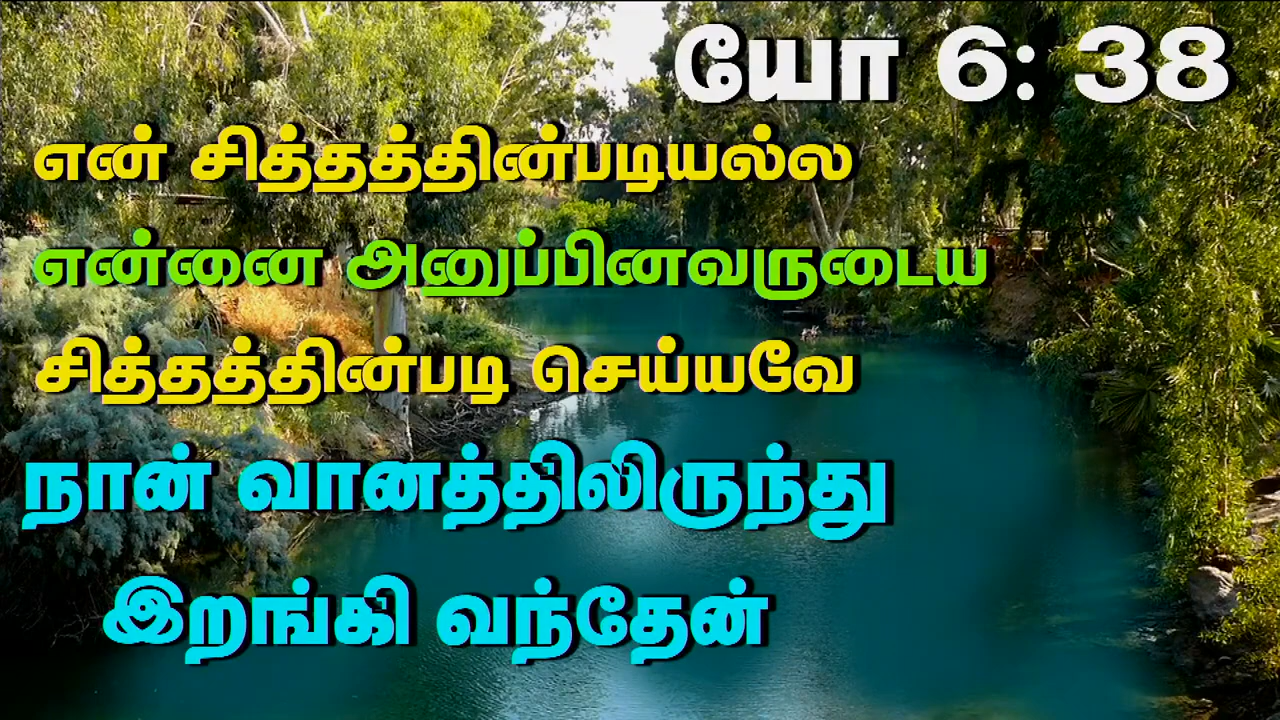 யோ 6: 38
என் சித்தத்தின்படியல்ல
என்னை அனுப்பினவருடைய
சித்தத்தின்படி செய்யவே
நான் வானத்திலிருந்து
இறங்கி வந்தேன்